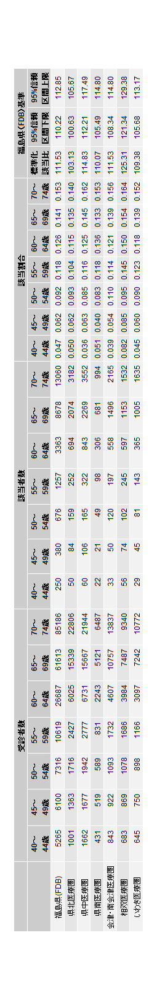 受診者数 該当者数 該当割合 福島県(FDB)基準
40～44歳 45～49歳 50～54歳 55～59歳 60～64歳 65～69歳 70～74歳 40～44歳 45～49歳 50～54歳 55～59歳 60～64歳 65～69歳 70～74歳 40～44歳 45～49歳 50～54歳 55～59歳 60～64歳 65～69歳 70～74歳 標準化該当比 95%信頼区間下限 95%信頼区間上限
福島県(FDB) 5265 6100 7316 10619 26687 61613 85186 250 380 676 1257 3363 8678 13060 0.047 0.062 0.092 0.118 0.126 0.141 0.153 111.53 110.22 112.85
県北医療圏 1001 1363 1716 2427 6025 15339 22806 50 84 159 252 694 2074 3182 0.050 0.062 0.093 0.104 0.115 0.135 0.140 103.13 100.63 105.67
県中医療圏 1662 1677 1942 2777 6731 15667 21944 60 106 165 322 843 2269 3552 0.036 0.063 0.085 0.116 0.125 0.145 0.162 114.83 112.21 117.49
県南医療圏 431 519 589 831 2243 5121 6487 22 21 49 98 306 681 994 0.051 0.040 0.083 0.118 0.136 0.133 0.153 110.07 105.49 114.80
会津・南会津医療圏 843 922 1093 1732 4607 10757 13837 33 50 120 197 558 1496 2165 0.039 0.054 0.110 0.114 0.121 0.139 0.156 111.53 108.34 114.80
相双医療圏 683 869 1078 1686 3984 7487 9340 56 74 102 245 597 1153 1532 0.082 0.085 0.095 0.145 0.150 0.154 0.164 125.31 121.34 129.38
いわき医療圏 645 750 898 1166 3097 7242 10772 29 45 81 143 365 1005 1635 0.045 0.060 0.090 0.123 0.118 0.139 0.152 109.38 105.68 113.17